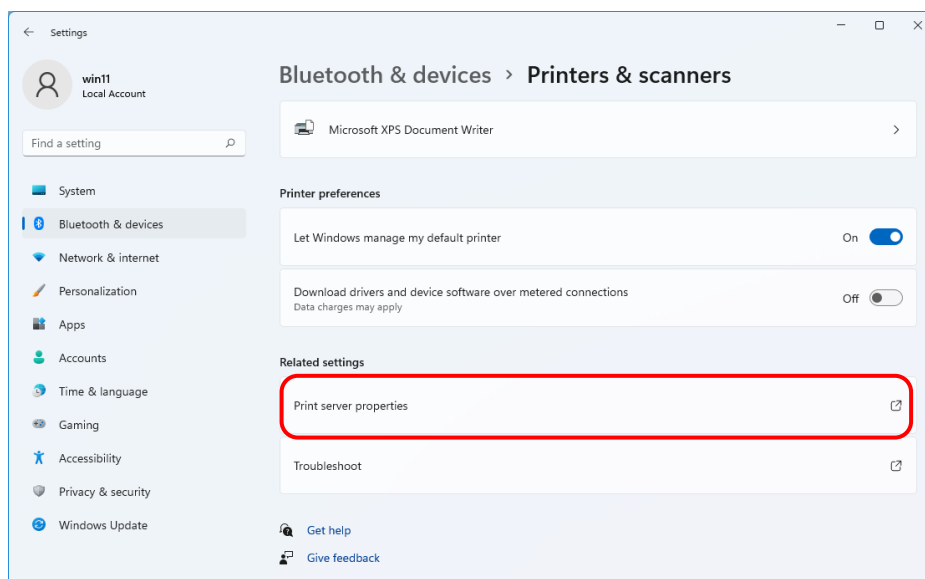 Settings
win11
Local Account
Find a setting
System
Bluetooth & devices
Network & internet
Personalization
Apps
Accounts
Time & language
Gaming
Accessibility
Privacy & security
Windows Update
Bluetooth & devices > Printers & scanners
Microsoft XPS Document Writer
Printer preferences
Let Windows manage my default printer
On
Download drivers and device software over metered connections
Data charges may apply
Off
Related settings
Print server properties
Troubleshoot
Get help
Give feedback